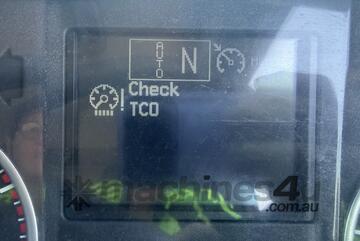 AUTO N
Check
TCO
machines4u
.com.au